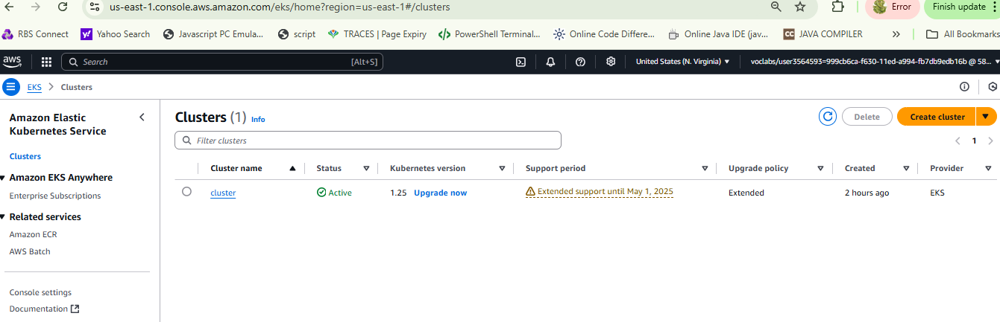 us-east-1.console.aws.amazon.com/eks/home?region=us-east-1#/clusters
Error
Finish update
RBS Connect
Yahoo Search
Javascript PC Emula...
script
TRACES | Page Expiry
PowerShell Terminal...
Online Code Differe...
Online Java IDE (jav...
JAVA COMPILER
All Bookmarks
aws
Search
[Alt+S]
United States (N. Virginia)
voclabs/user3564593=999cb6ca-f630-11ed-a994-fb7db9edb16b @ 58...
EKS
Clusters
Amazon Elastic
Kubernetes Service
Clusters
Amazon EKS Anywhere
Enterprise Subscriptions
Related services
Amazon ECR
AWS Batch
Console settings
Documentation
Clusters (1) Info
Delete
Create cluster
Filter clusters
1
Cluster name Status Kubernetes version Support period Upgrade policy Created Provider
cluster Active 1.25 Upgrade now Extended support until May 1, 2025 Extended 2 hours ago EKS